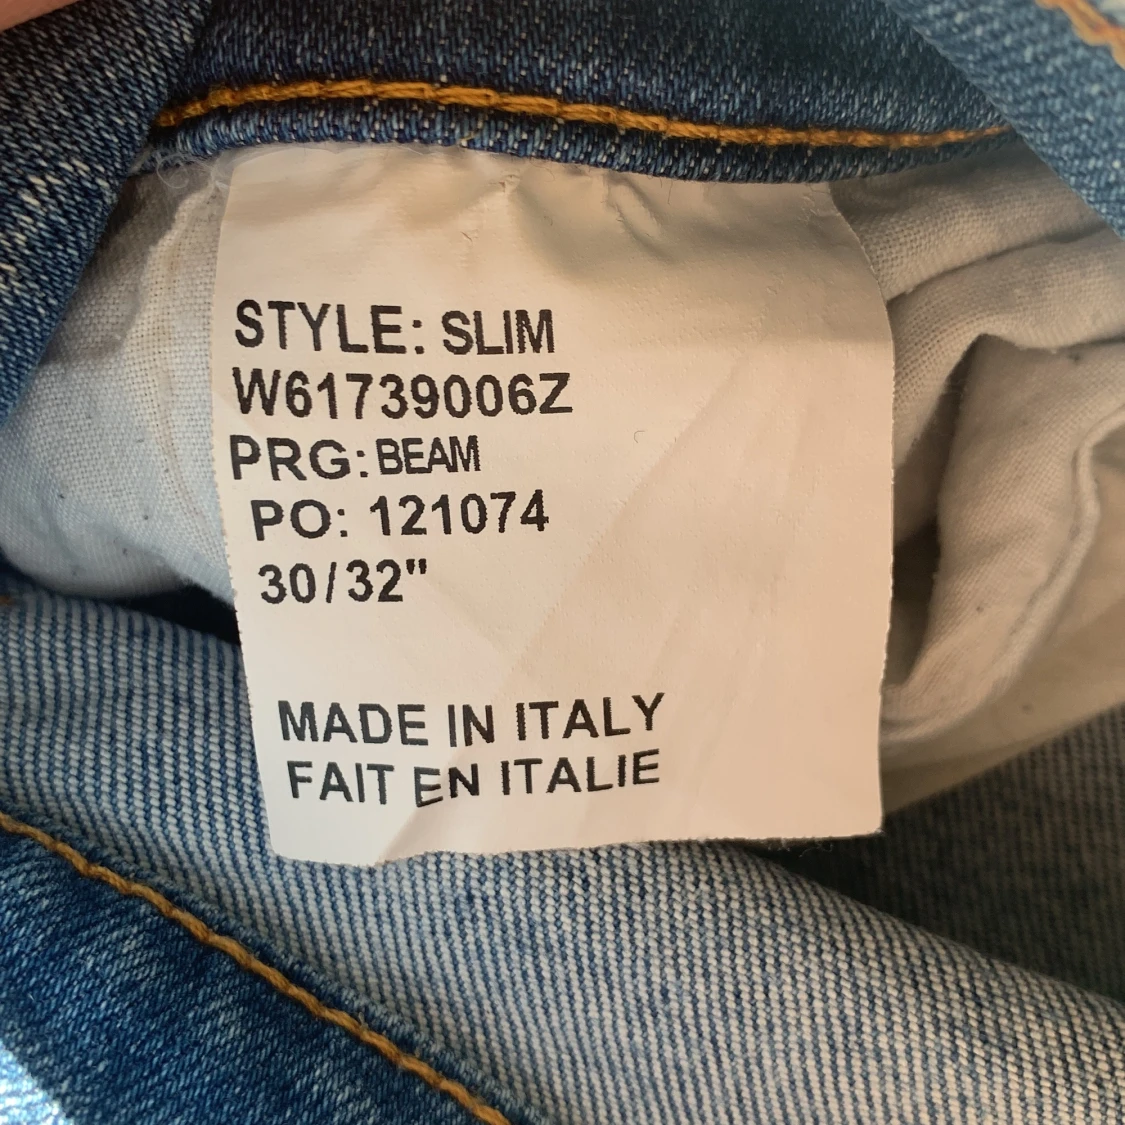 STYLE: SLIM
W61739006Z
PRG: BEAM
PO: 121074
30/32"
MADE IN ITALY
FAIT EN ITALIE